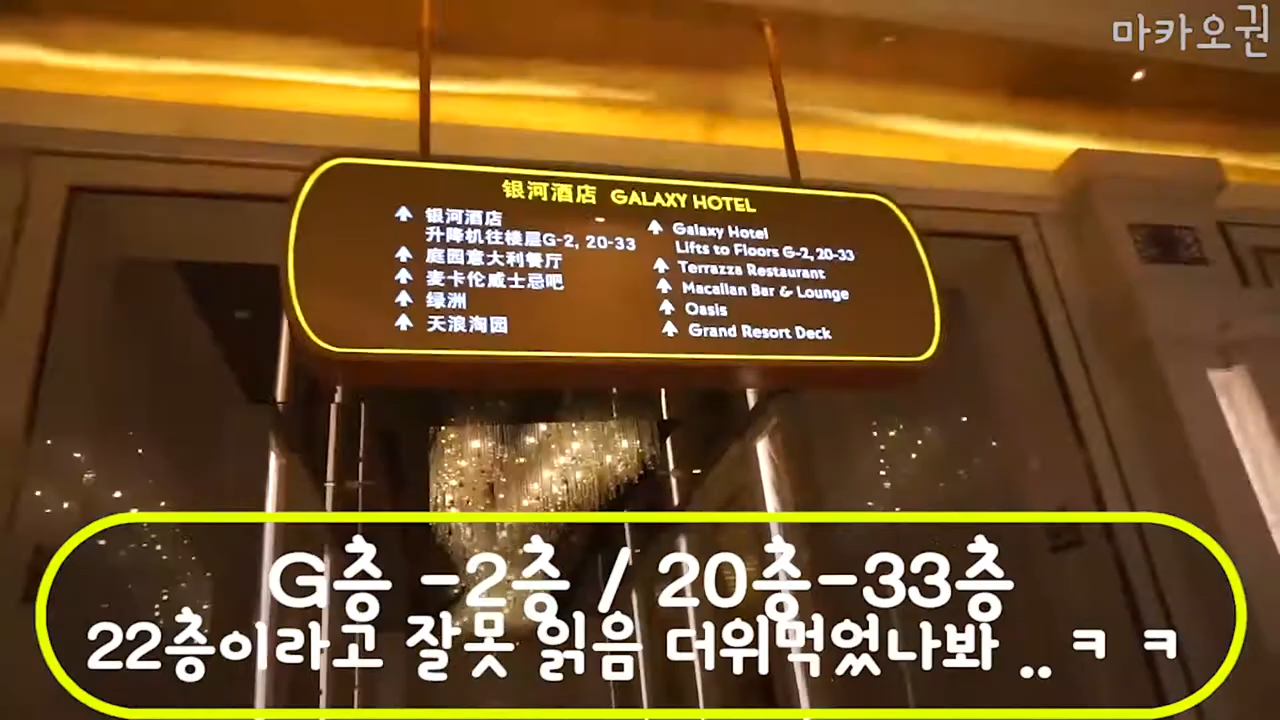 마카오권
银河酒店 GALAXY HOTEL
银河酒店
升降机往楼层G-2, 20-33
庭园意大利餐厅
麦卡伦威士忌吧
绿洲
天浪淘园
Galaxy Hotel
Lifts to Floors G-2, 20-33
Terrazza Restaurant
Macallan Bar & Lounge
Oasis
Grand Resort Deck
G층 -2층 / 20층-33층
22층이라고 잘못 읽음 더위먹었나봐 .. ㅋ ㅋ